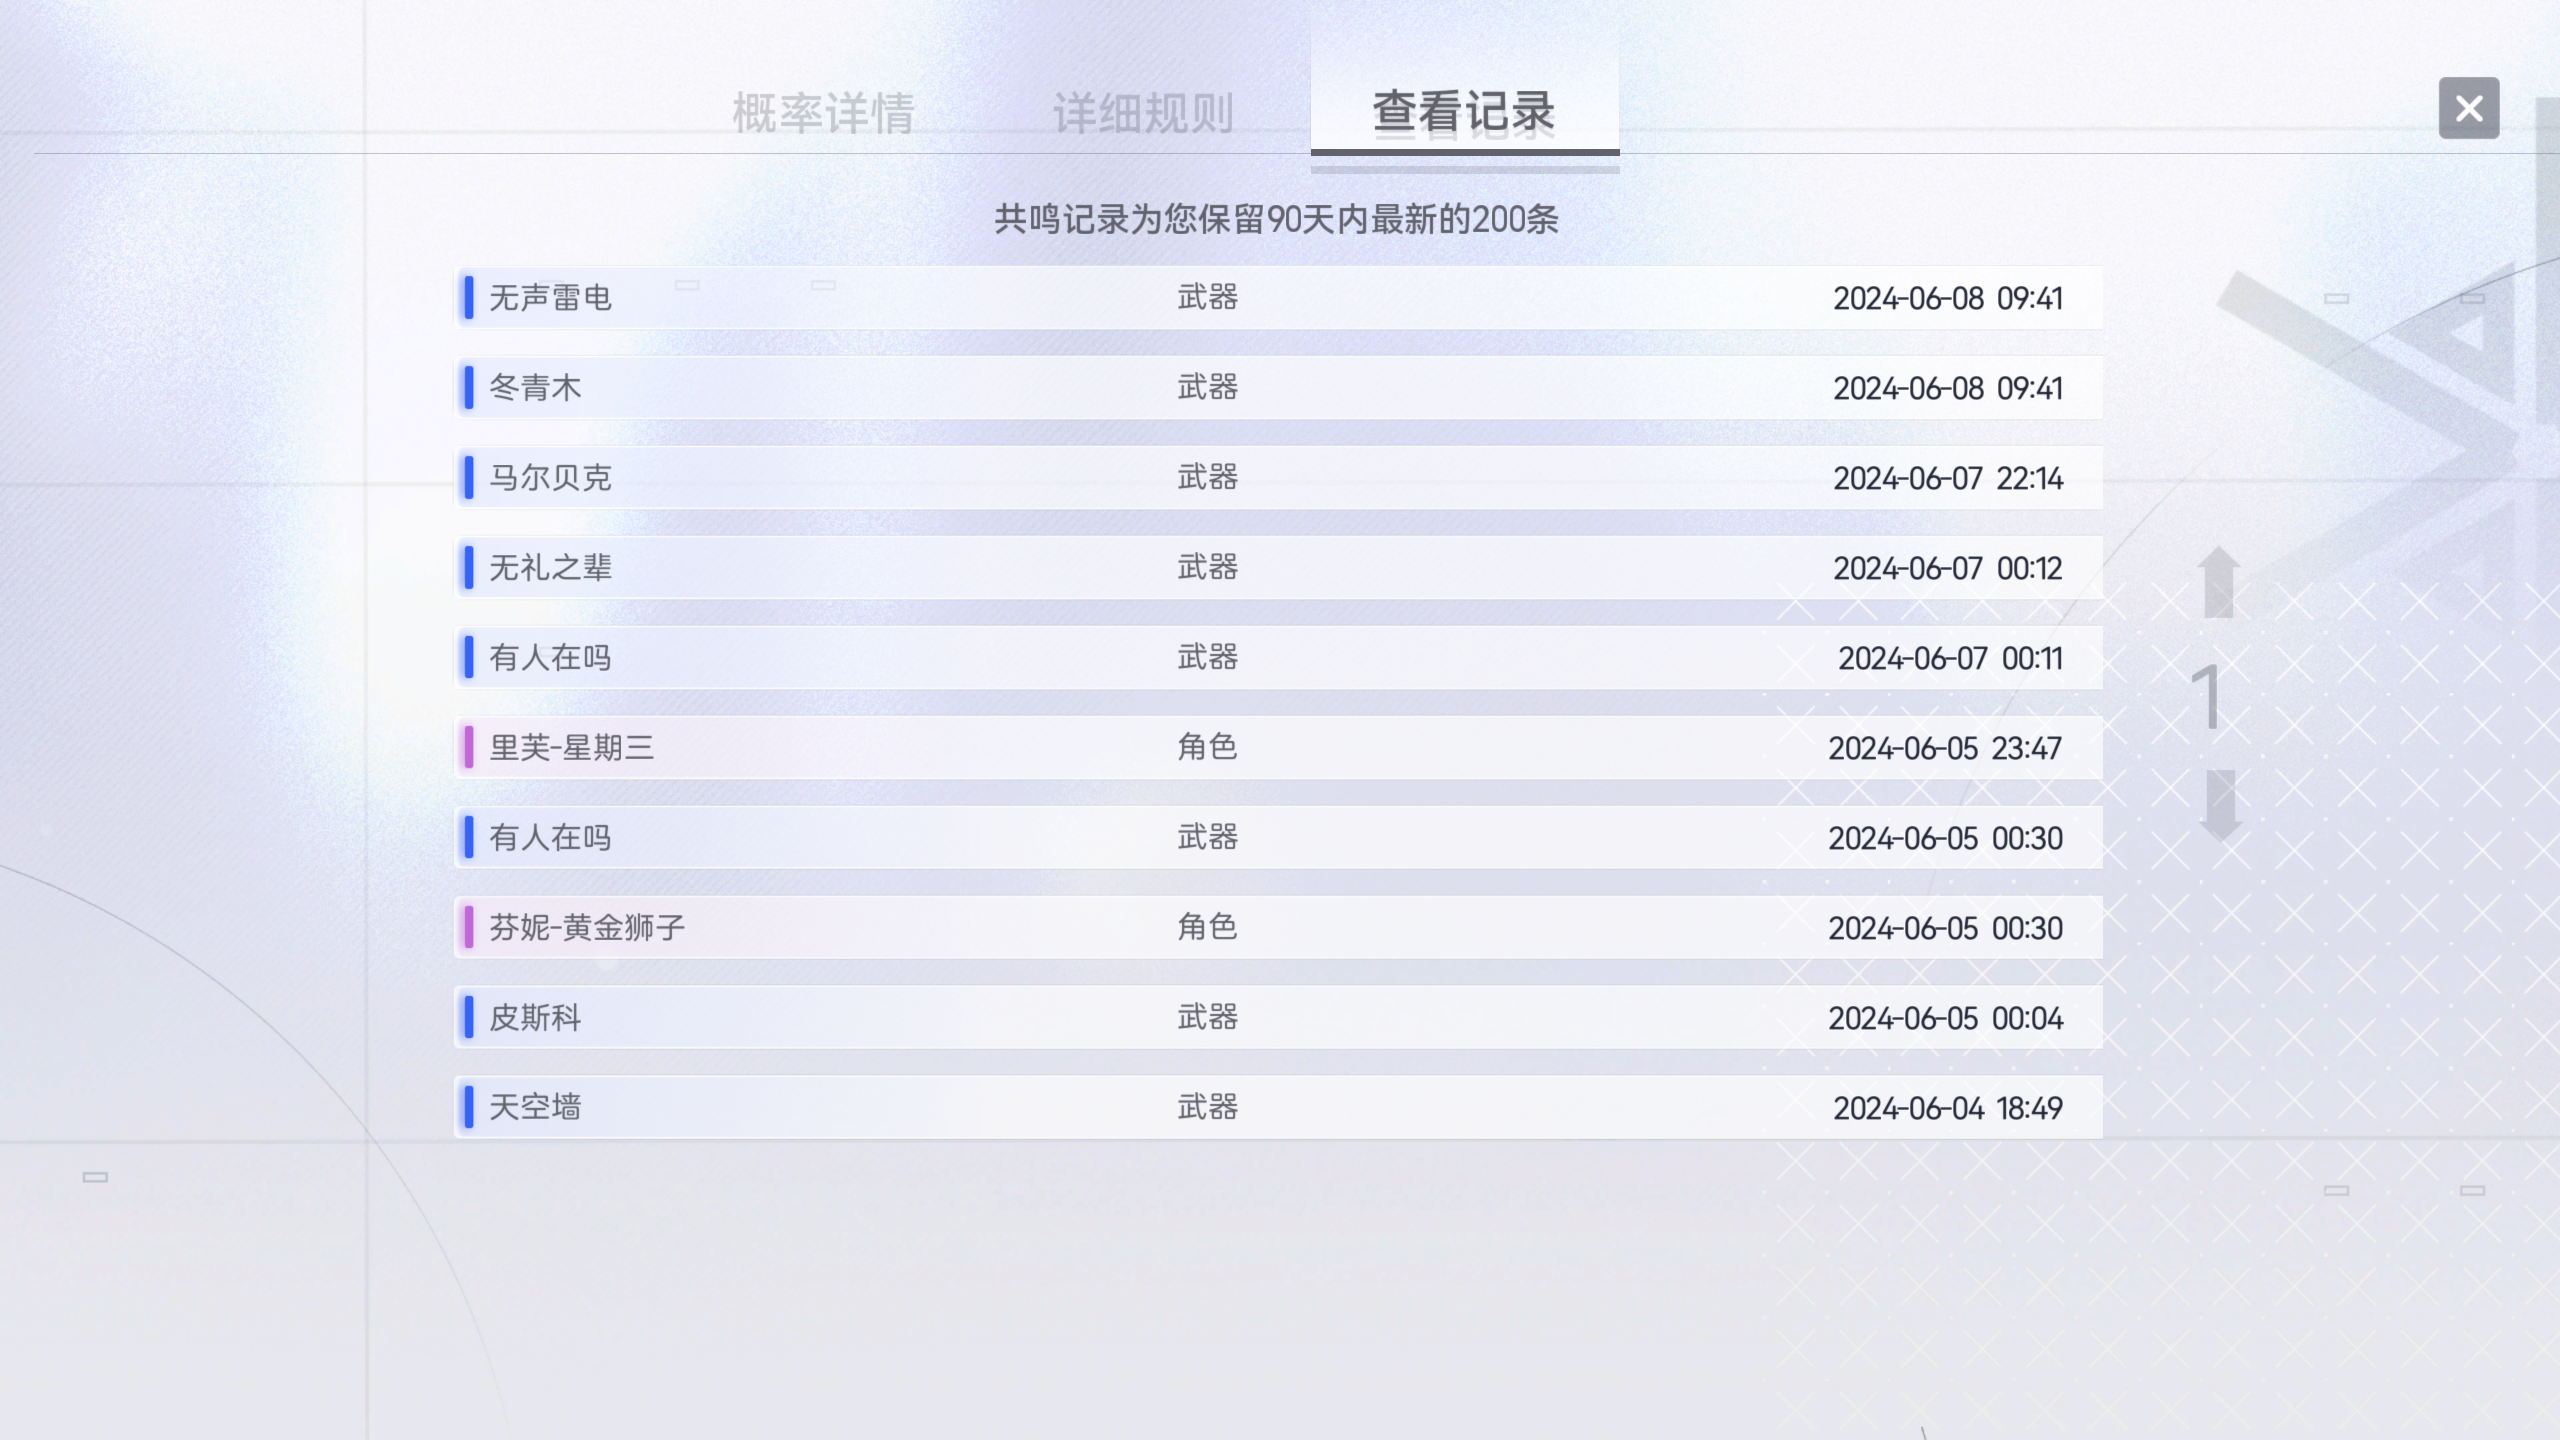 概率详情 详细规则 查看记录
共鸣记录为您保留90天内最新的200条
无声雷电 武器 2024-06-08 09:41
冬青木 武器 2024-06-08 09:41
马尔贝克 武器 2024-06-07 22:14
无礼之辈 武器 2024-06-07 00:12
有人在吗 武器 2024-06-07 00:11
里芙-星期三 角色 2024-06-05 23:47
有人在吗 武器 2024-06-05 00:30
芬妮-黄金狮子 角色 2024-06-05 00:30
皮斯科 武器 2024-06-05 00:04
天空墙 武器 2024-06-04 18:49
1